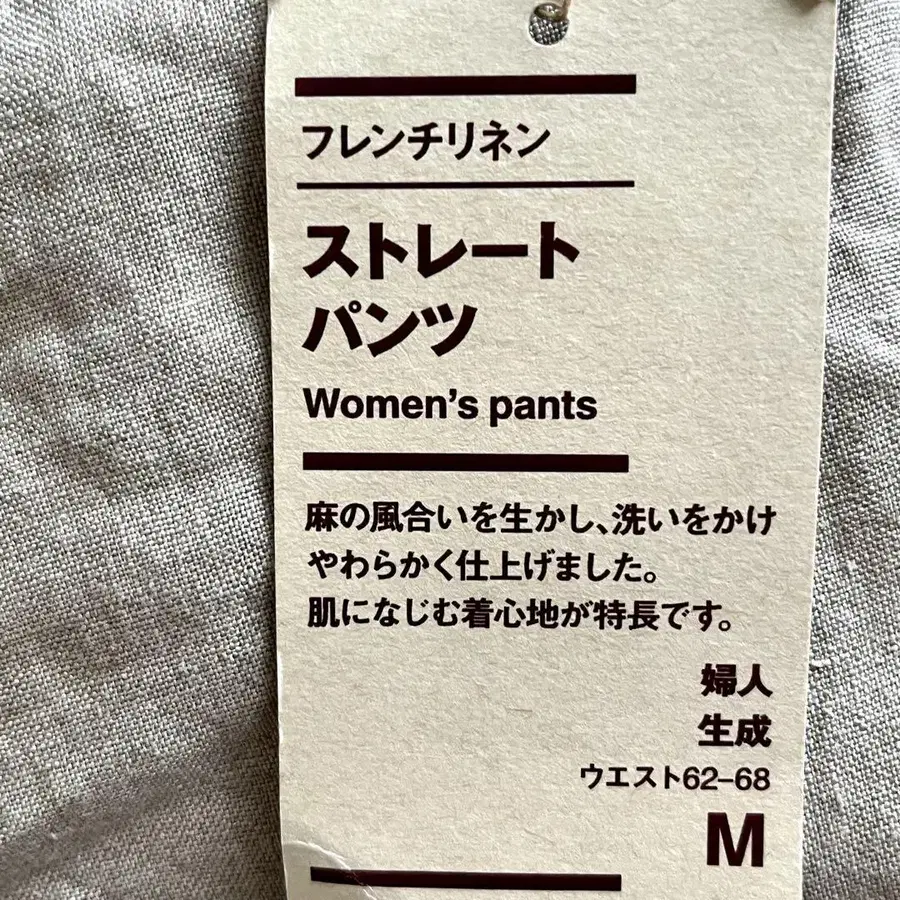 フレンチリネン
ストレート
パンツ
Women's pants
麻の風合いを生かし、洗いをかけ
やわらかく仕上げました。
肌になじむ着心地が特長です。
婦人
生成
ウエスト62–68
M